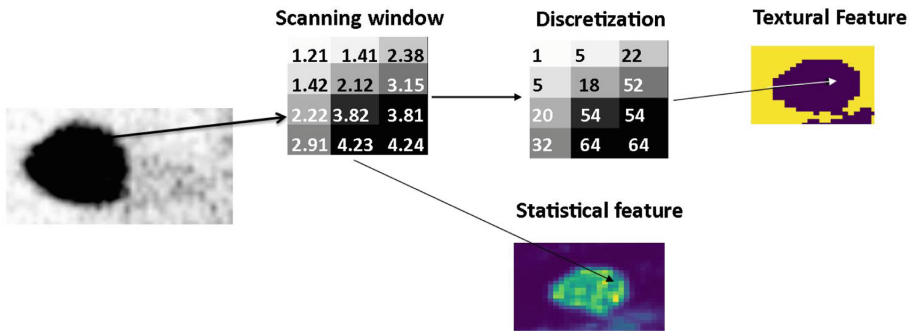 Scanning window
Discretization
Textural Feature
1.21 1.41 2.38
1.42 2.12 3.15
2.22 3.82 3.81
2.91 4.23 4.24
1 5 22
5 18 52
20 54 54
32 64 64
Statistical feature